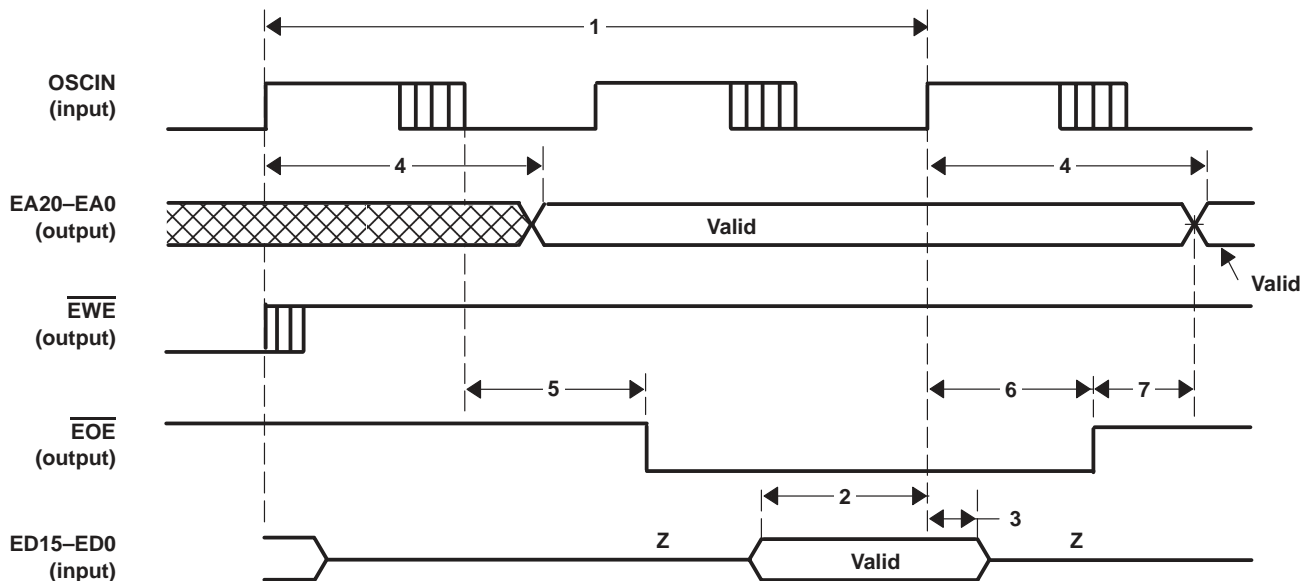 1
OSCIN
(input)
4
4
EA20–EA0
(output)
Valid
Valid
EWE
(output)
5
6
7
EOE
(output)
2
3
ED15–ED0
(input)
Z
Valid
Z